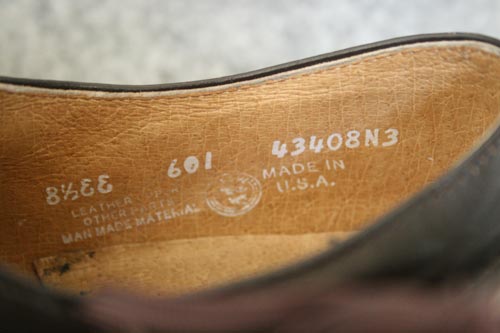 8½EE 601 43408N3
MADE IN
U.S.A.
LEATHER
OTHER PARTS
MAN MADE MATERIAL